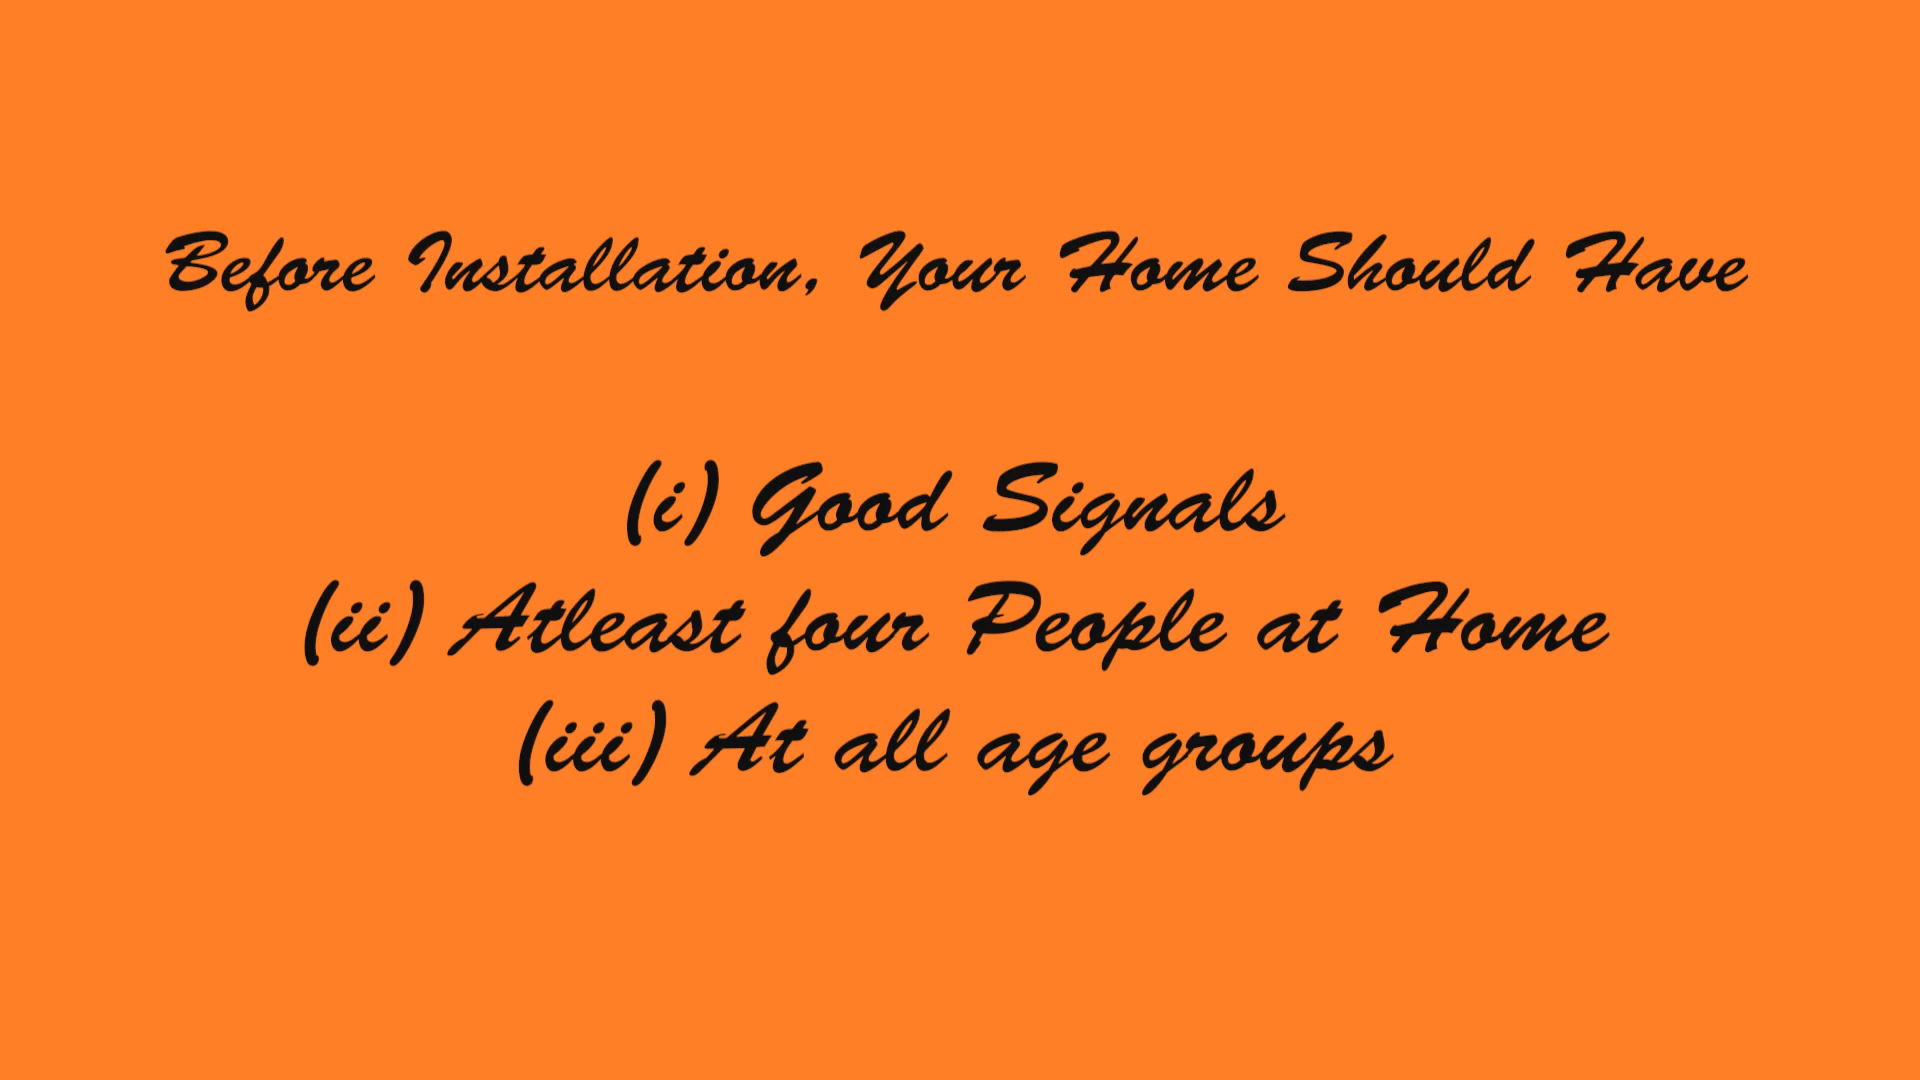 Before Installation, Your Home Should Have
(i) Good Signals
(ii) Atleast four People at Home
(iii) At all age groups